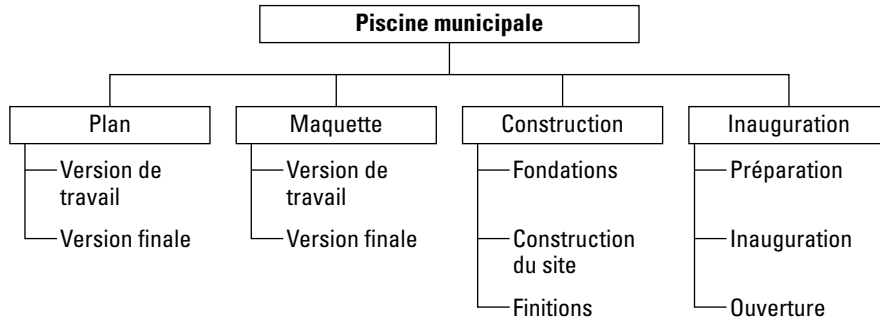 Piscine municipale
Plan
Maquette
Construction
Inauguration
Version de
travail
Version finale
Version de
travail
Version finale
Fondations
Construction
du site
Finitions
Préparation
Inauguration
Ouverture